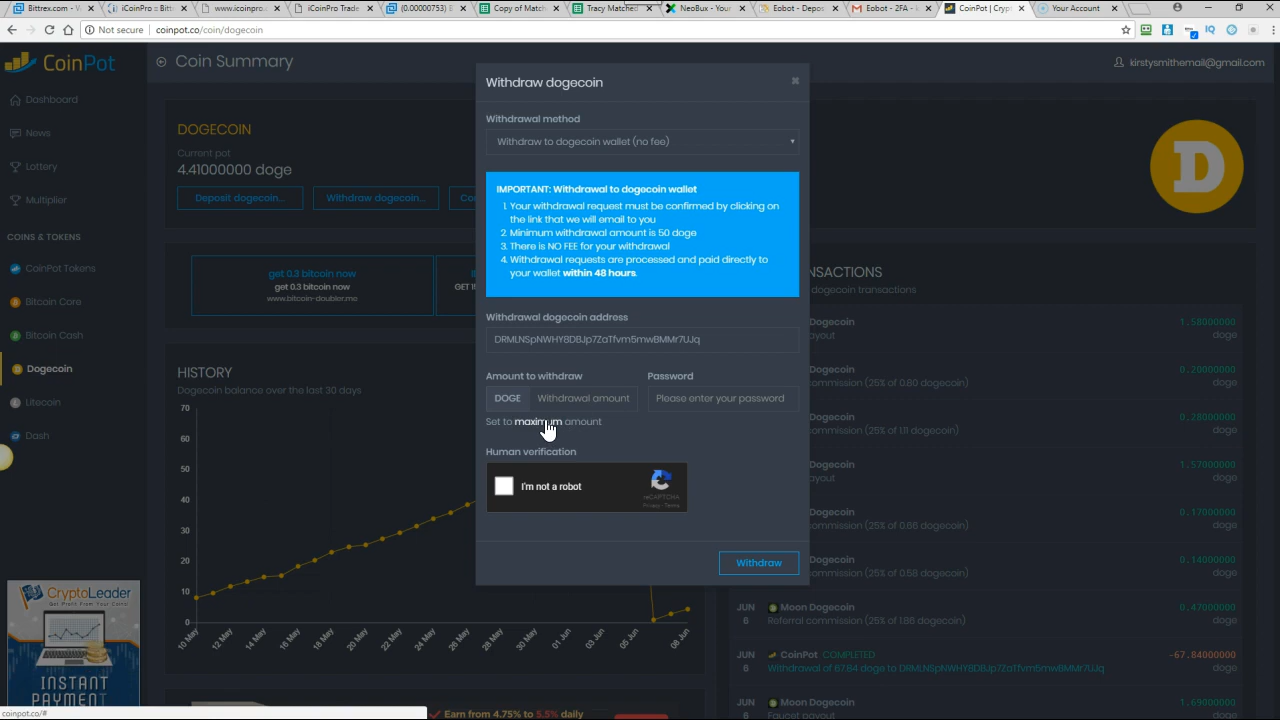 Bittrex.com - V
iCoinPro :: Bitt
www.iconpro.
iCoinPro Trade
(0.00000753) B
Copy of Match
Tracy Matched
NeoBux - Your
Eobot - Depos
Eobot - 2FA - k
CoinPot | Cryp
Your Account
Not secure
coinpot.co/coin/dogecoin
CoinPot
Coin Summary
kirstysmithemail@gmail.com
Dashboard
News
Lottery
Multiplier
COINS & TOKENS
CoinPot Tokens
Bitcoin Core
Bitcoin Cash
Dogecoin
Litecoin
Dash
CryptoLeader
Get Profit From Your Coins
INSTANT
PAYMENT
coinpot.co/#
DOGECOIN
Current pot
4.41000000 doge
Deposit dogecoin...
Withdraw dogecoin...
Co
get 0.3 bitcoin now
get 0.3 bitcoin now
www.bitcoin-doubler.me
HISTORY
Dogecoin balance over the last 30 days
70
60
50
40
30
20
10
0
10 May
12 May
14 May
16 May
18 May
20 May
22 May
24 May
26 May
28 May
30 May
01 Jun
03 Jun
05 Jun
08 Jun
Earn from 4.75% to 5.5% daily
Withdraw dogecoin
Withdrawal method
Withdraw to dogecoin wallet (no fee)
IMPORTANT: Withdrawal to dogecoin wallet
1. Your withdrawal request must be confirmed by clicking on
the link that we will email to you
2. Minimum withdrawal amount is 50 doge
3. There is NO FEE for your withdrawal
4. Withdrawal requests are processed and paid directly to
your wallet within 48 hours.
Withdrawal dogecoin address
DRMLNSpNWHY8DBJp7ZaTfvm5mwBMMr7UJq
Amount to withdraw
Password
DOGE
Withdrawal amount
Please enter your password
Set to maximum amount
Human verification
I'm not a robot
reCAPTCHA
Privacy - Terms
Withdraw
NSACTIONS
dogecoin transactions
Dogecoin
1.58000000
ayout
doge
Dogecoin
0.20000000
ommission (25% of 0.80 dogecoin)
doge
Dogecoin
0.28000000
ommission (25% of 1.11 dogecoin)
doge
Dogecoin
1.57000000
ayout
doge
Dogecoin
0.17000000
ommission (25% of 0.66 dogecoin)
doge
Dogecoin
0.14000000
ommission (25% of 0.58 dogecoin)
doge
JUN
6
Moon Dogecoin
0.47000000
Referral commission (25% of 1.86 dogecoin)
doge
JUN
6
CoinPot COMPLETED
-67.84000000
Withdrawal of 67.84 doge to DRMLNSpNWHY8DBJp7ZaTfvm5mwBMMr7UJq
doge
JUN
6
Moon Dogecoin
1.69000000
Faucet payout
doge